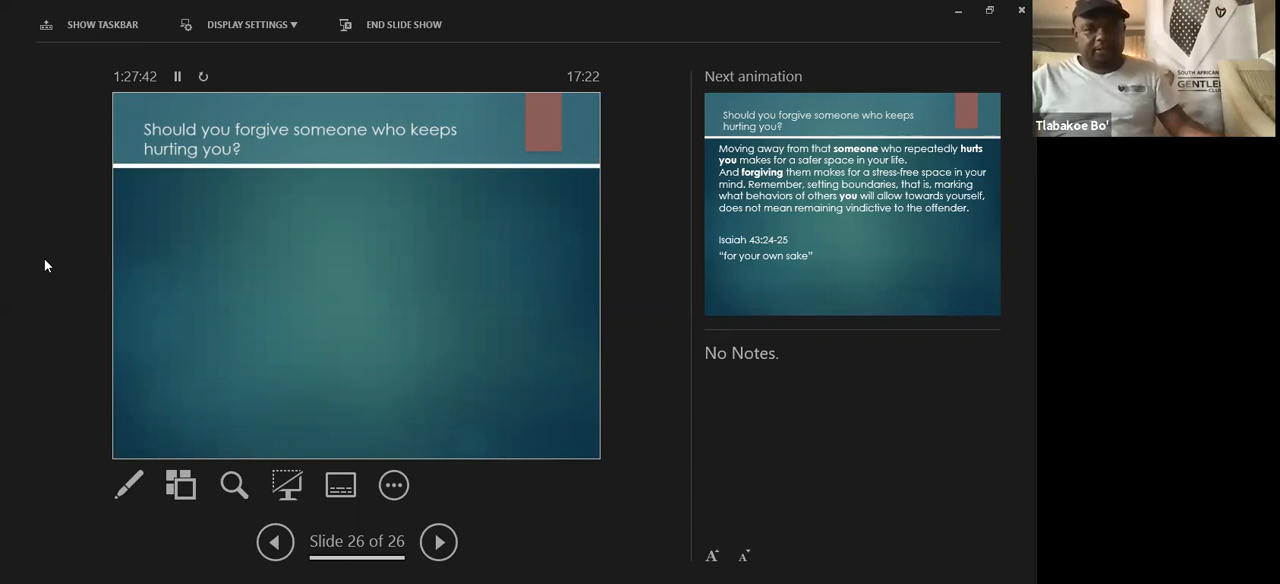 SHOW TASKBAR
DISPLAY SETTINGS
END SLIDE SHOW
1:27:42
17:22
Should you forgive someone who keeps
hurting you?
Slide 26 of 26
Next animation
Should you forgive someone who keeps
hurting you?
Moving away from that someone who repeatedly hurts
you makes for a safer space in your life.
And forgiving them makes for a stress-free space in your
mind. Remember, setting boundaries, that is, marking
what behaviors of others you will allow towards yourself,
does not mean remaining vindictive to the offender.
Isaiah 43:24-25
"for your own sake"
No Notes.
A
A
SOUTH AFRICAN
GENTLE
Tlabakoe Bo'